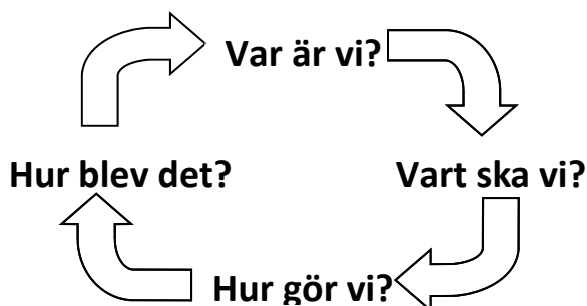 Var är vi?
Hur blev det?
Vart ska vi?
Hur gör vi?